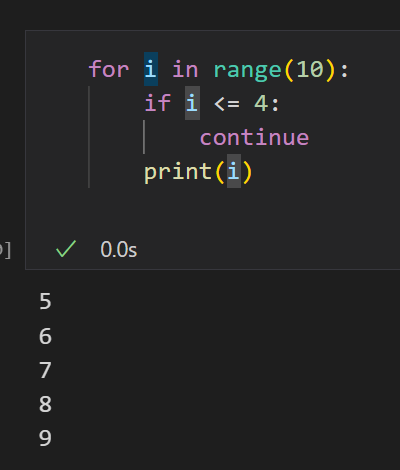 for i in range(10):
    if i <= 4:
        continue
    print(i)
]
0.0s
5
6
7
8
9